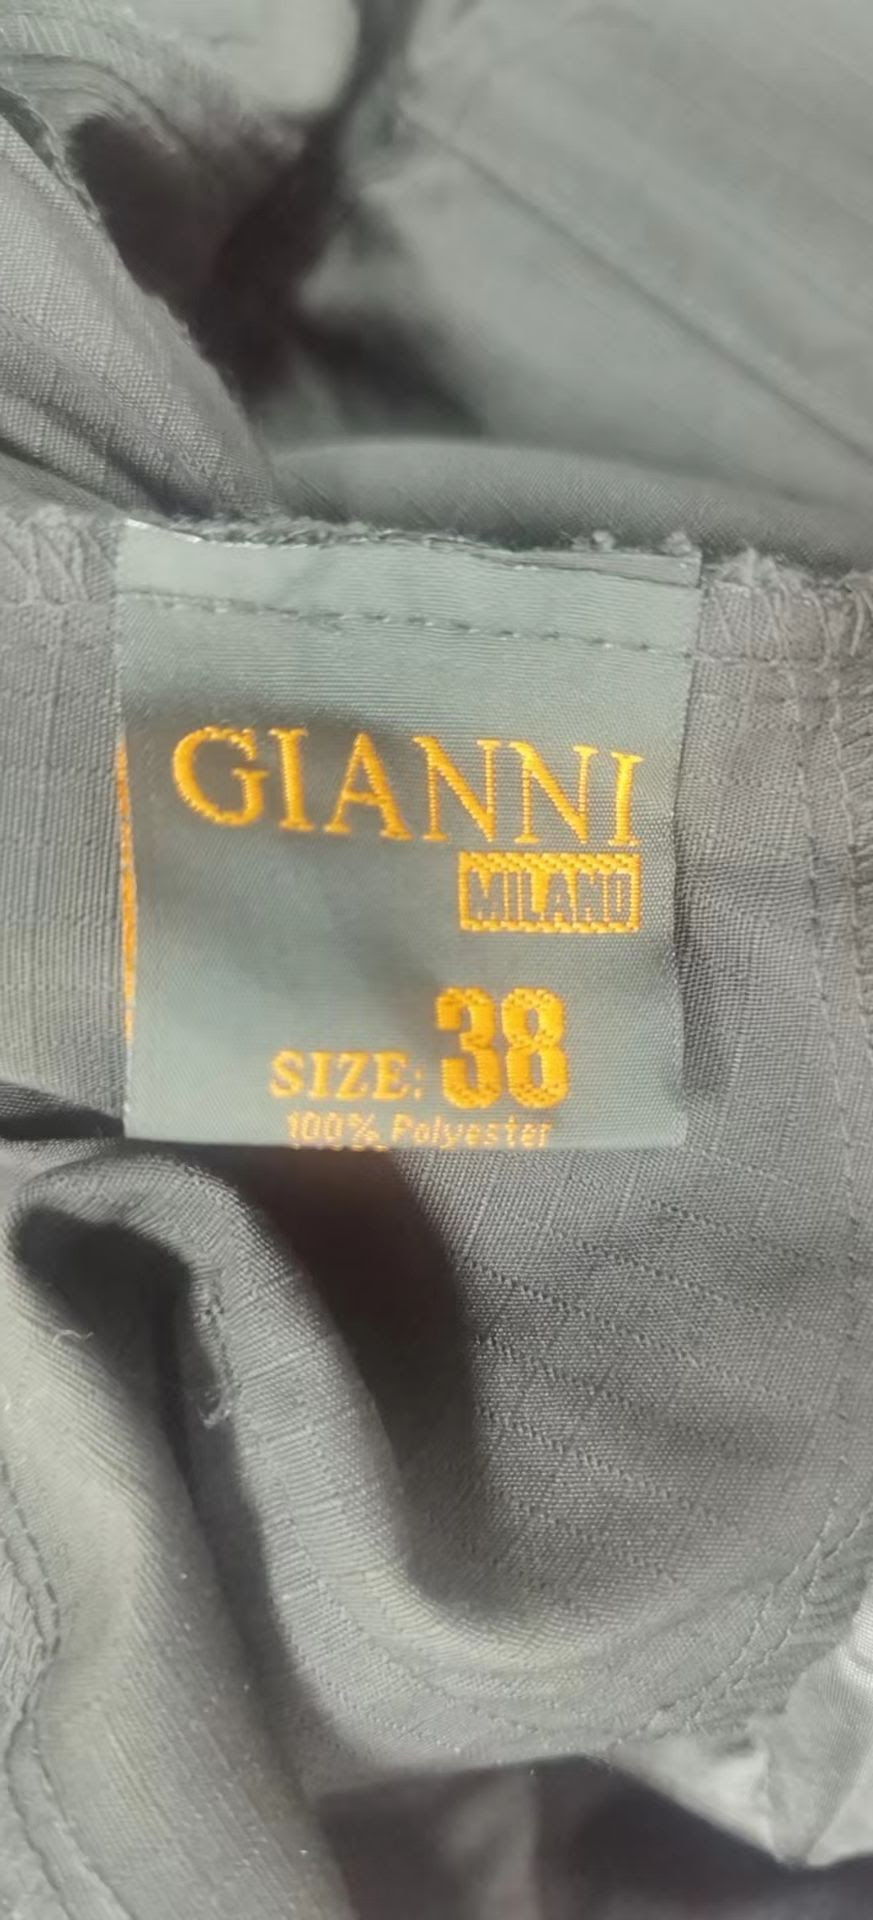 GIANNI
MILANO
SIZE: 38
100% Polyester